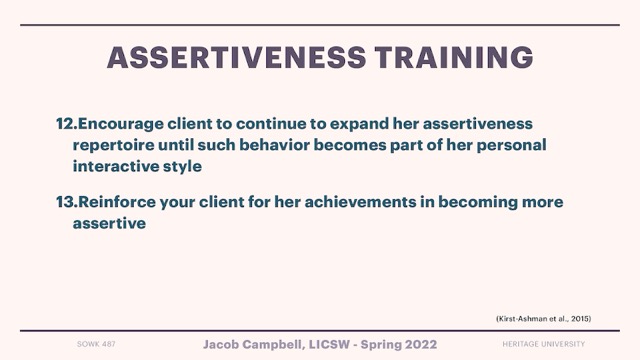 ASSERTIVENESS TRAINING
12.Encourage client to continue to expand her assertiveness
repertoire until such behavior becomes part of her personal
interactive style
13.Reinforce your client for her achievements in becoming more
assertive
(Kirst-Ashman et al., 2015)
SOWK 487
Jacob Campbell, LICSW - Spring 2022
HERITAGE UNIVERSITY